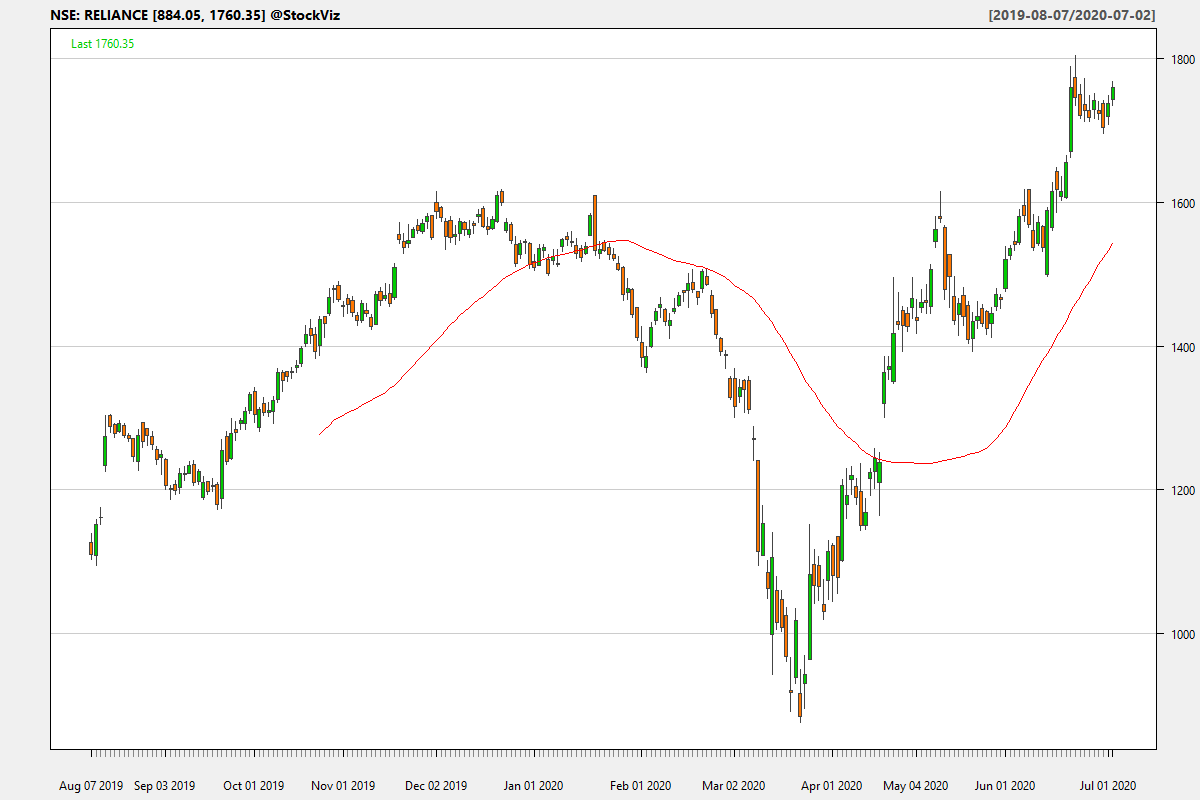 NSE: RELIANCE [884.05, 1760.35] @StockViz
[2019-08-07/2020-07-02]
Last 1760.35
1800
1600
1400
1200
1000
Aug 07 2019 Sep 03 2019 Oct 01 2019 Nov 01 2019 Dec 02 2019 Jan 01 2020 Feb 01 2020 Mar 02 2020 Apr 01 2020 May 04 2020 Jun 01 2020 Jul 01 2020